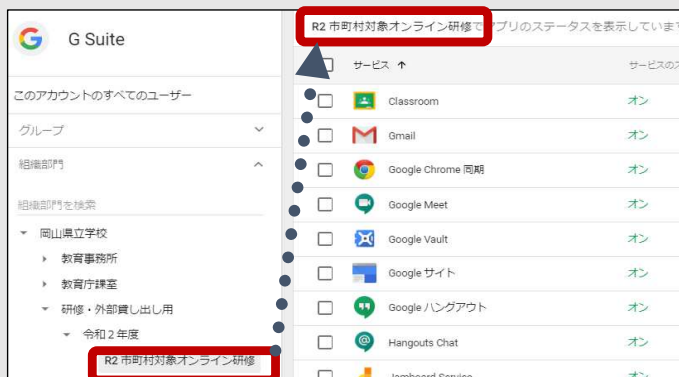 G Suite
このアカウントのすべてのユーザー
グループ
組織部門
組織部門を検索
岡山県立学校
教育事務所
教育庁課室
研修・外部貸し出し用
令和2年度
R2 市町村対象オンライン研修
R2 市町村対象オンライン研修でアプリのステータスを表示しています
サービス ↑ サービスのス
Classroom オン
Gmail オン
Google Chrome 同期 オン
Google Meet オン
Google Vault オン
Google サイト オン
Google ハングアウト オン
Hangouts Chat オン
Jamboard Service オン